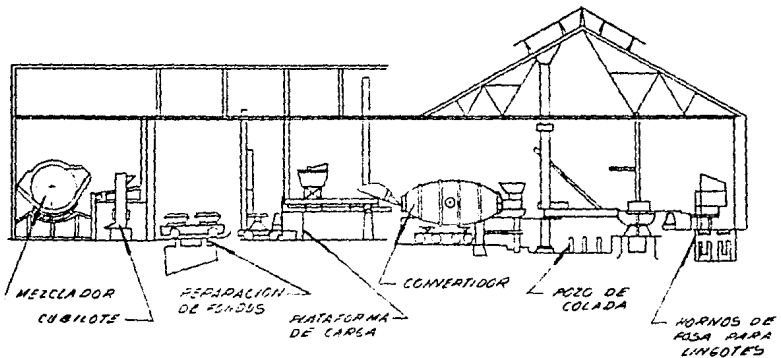 MEZCLADOR
CUBILOTE
REPARACION
DE FONDOS
PLATAFORMA
DE CARGA
CONVERTIDOR
POZO DE
COLADA
HORNOS DE
FOSA PARA
LINGOTES